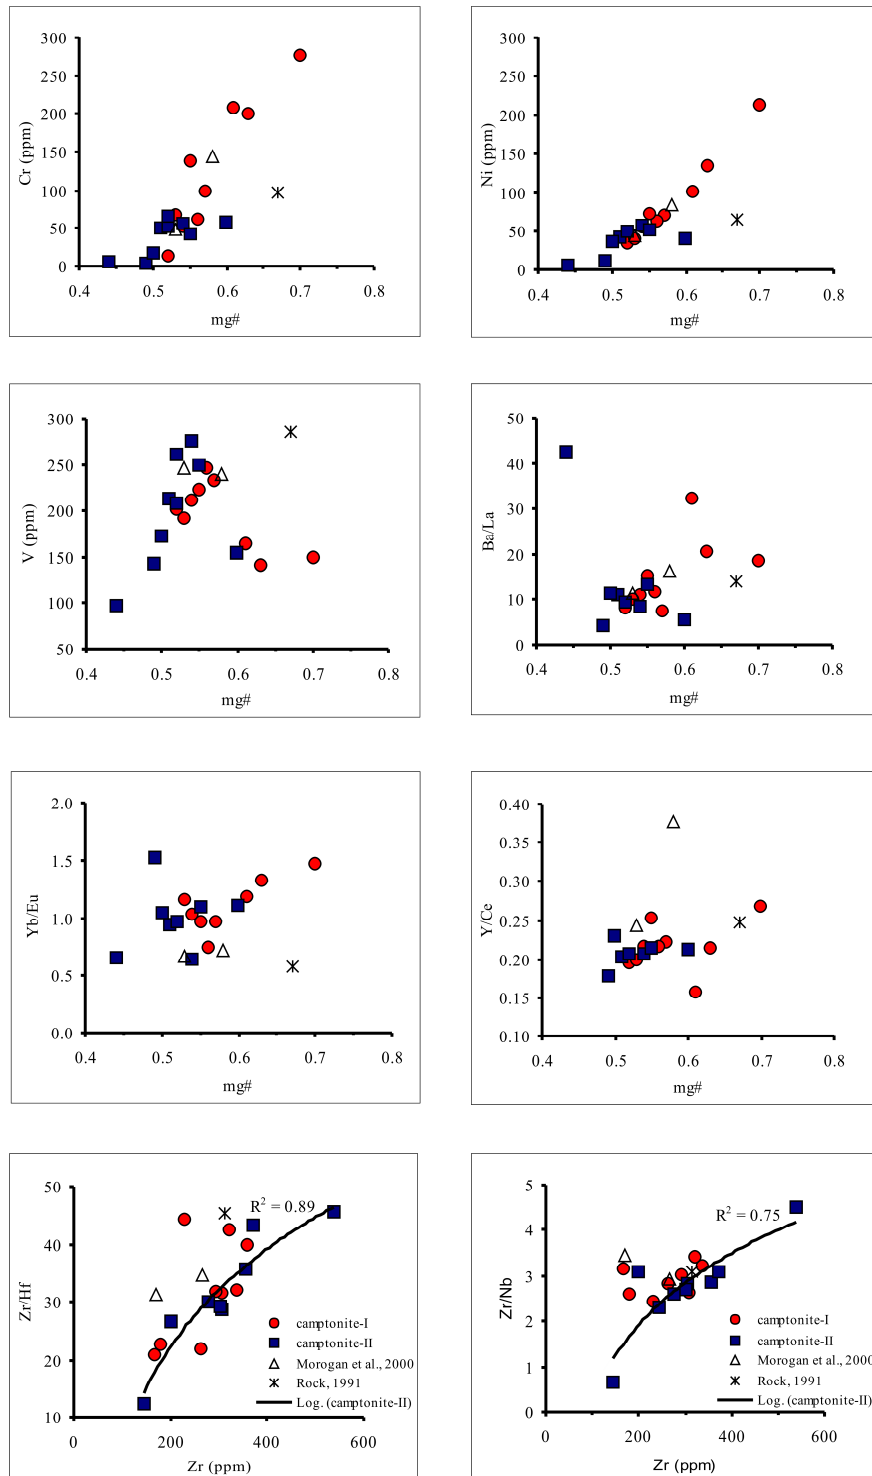 300
250
200
150
100
50
0
Cr (ppm)
0.4 0.5 0.6 0.7 0.8
mg#
300
250
200
150
100
50
0
Ni (ppm)
0.4 0.5 0.6 0.7 0.8
mg#
300
250
200
150
100
50
V (ppm)
0.4 0.5 0.6 0.7 0.8
mg#
50
40
30
20
10
0
Ba/La
0.4 0.5 0.6 0.7 0.8
mg#
2.0
1.5
1.0
0.5
0.0
Yb/Eu
0.4 0.5 0.6 0.7 0.8
mg#
0.40
0.35
0.30
0.25
0.20
0.15
0.10
Y/Ce
0.4 0.5 0.6 0.7 0.8
mg#
50
40
30
20
10
Zr/Hf
R² = 0.89
camptonite-I
camptonite-II
Morogan et al., 2000
Rock, 1991
Log. (camptonite-II)
0 200 400 600
Zr (ppm)
5
4
3
2
1
0
Zr/Nb
R² = 0.75
camptonite-I
camptonite-II
Morogan et al., 2000
Rock, 1991
Log. (camptonite-II)
0 200 400 600
Zr (ppm)